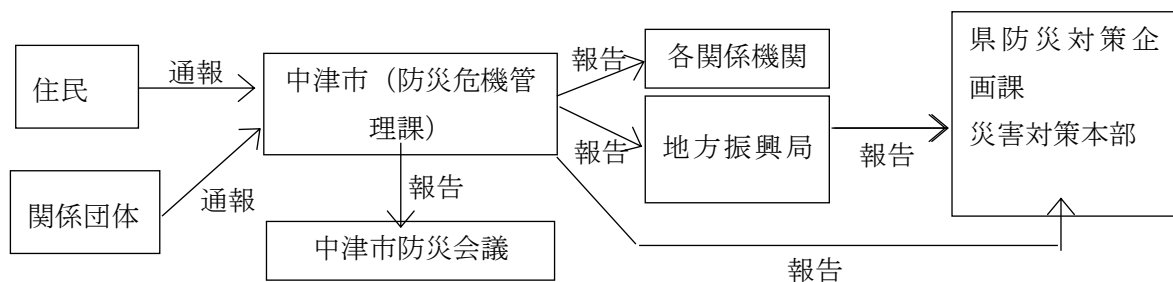 住民
通報
関係団体
通報
中津市（防災危機管
理課）
報告
中津市防災会議
報告
各関係機関
報告
地方振興局
報告
県防災対策企
画課
災害対策本部
報告